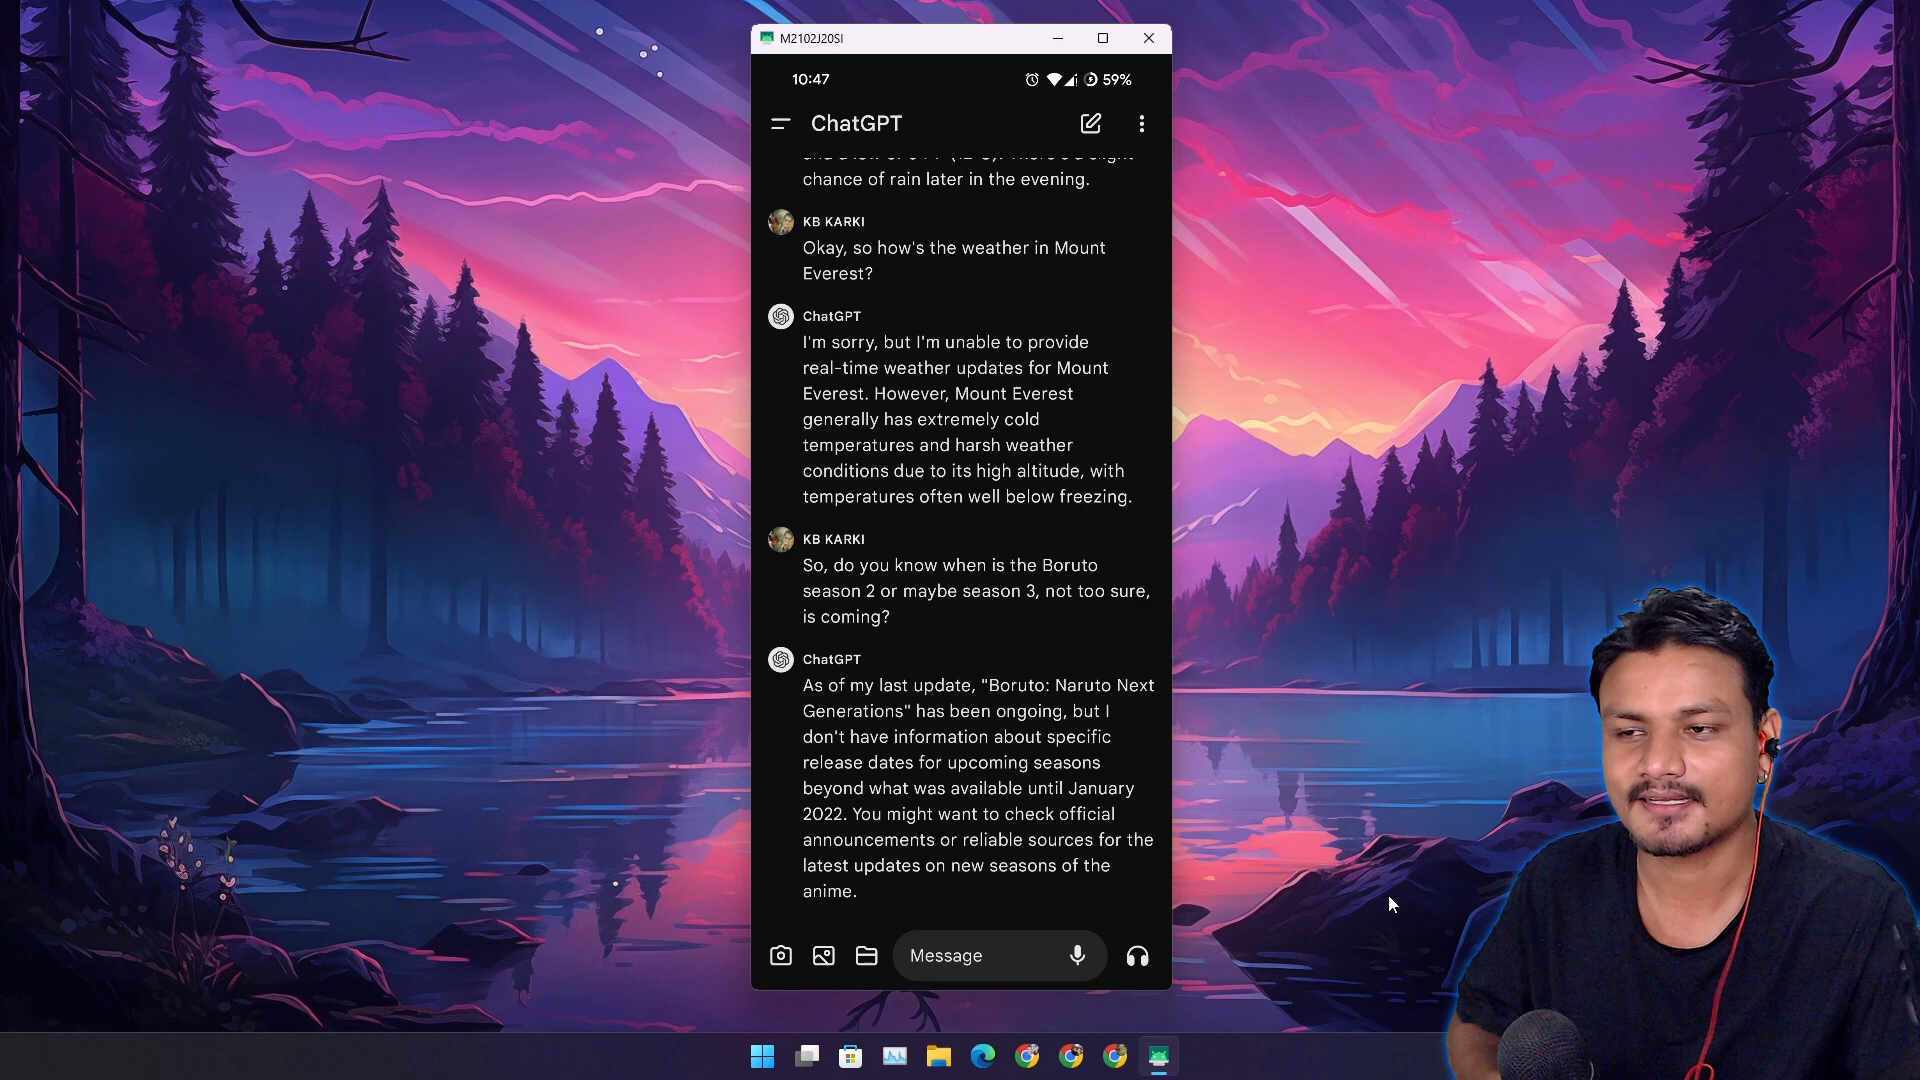 M2102J20SI
10:47
59%
ChatGPT
chance of rain later in the evening.
KB KARKI
Okay, so how's the weather in Mount
Everest?
ChatGPT
I'm sorry, but I'm unable to provide
real-time weather updates for Mount
Everest. However, Mount Everest
generally has extremely cold
temperatures and harsh weather
conditions due to its high altitude, with
temperatures often well below freezing.
KB KARKI
So, do you know when is the Boruto
season 2 or maybe season 3, not too sure,
is coming?
ChatGPT
As of my last update, "Boruto: Naruto Next
Generations" has been ongoing, but I
don't have information about specific
release dates for upcoming seasons
beyond what was available until January
2022. You might want to check official
announcements or reliable sources for the
latest updates on new seasons of the
anime.
Message